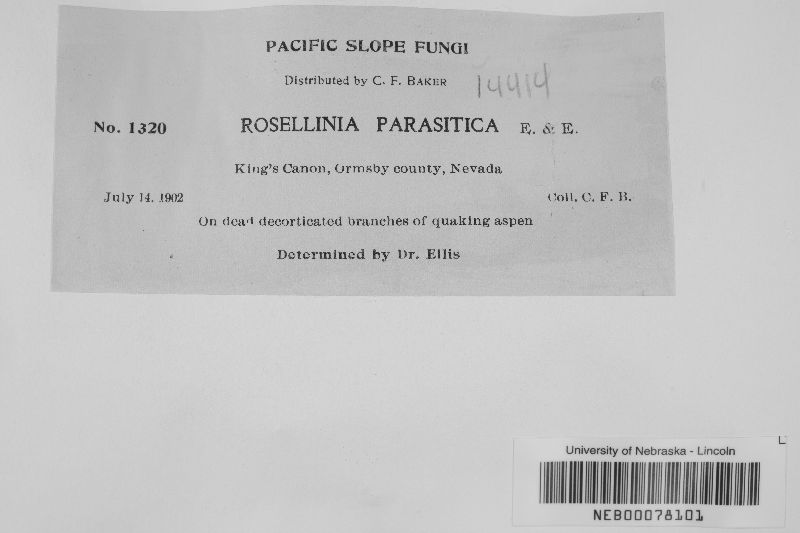 PACIFIC SLOPE FUNGI
Distributed by C. F. BAKER 14414
No. 1320 ROSELLINIA PARASITICA E. & E.
King's Canon, Ormsby county, Nevada
July 14, 1902 Coll. C. F. B.
On dead decorticated branches of quaking aspen
Determined by Dr. Ellis
University of Nebraska - Lincoln
NEB00078101